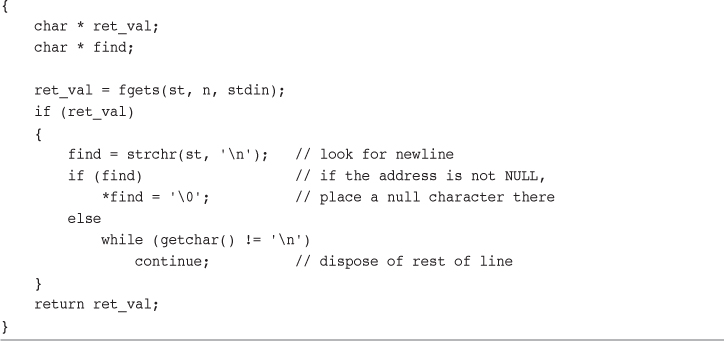 {
    char * ret_val;
    char * find;

    ret_val = fgets(st, n, stdin);
    if (ret_val)
    {
        find = strchr(st, '\n');   // look for newline
        if (find)                  // if the address is not NULL,
            *find = '\0';          // place a null character there
        else
            while (getchar() != '\n')
                continue;          // dispose of rest of line
    }
    return ret_val;
}